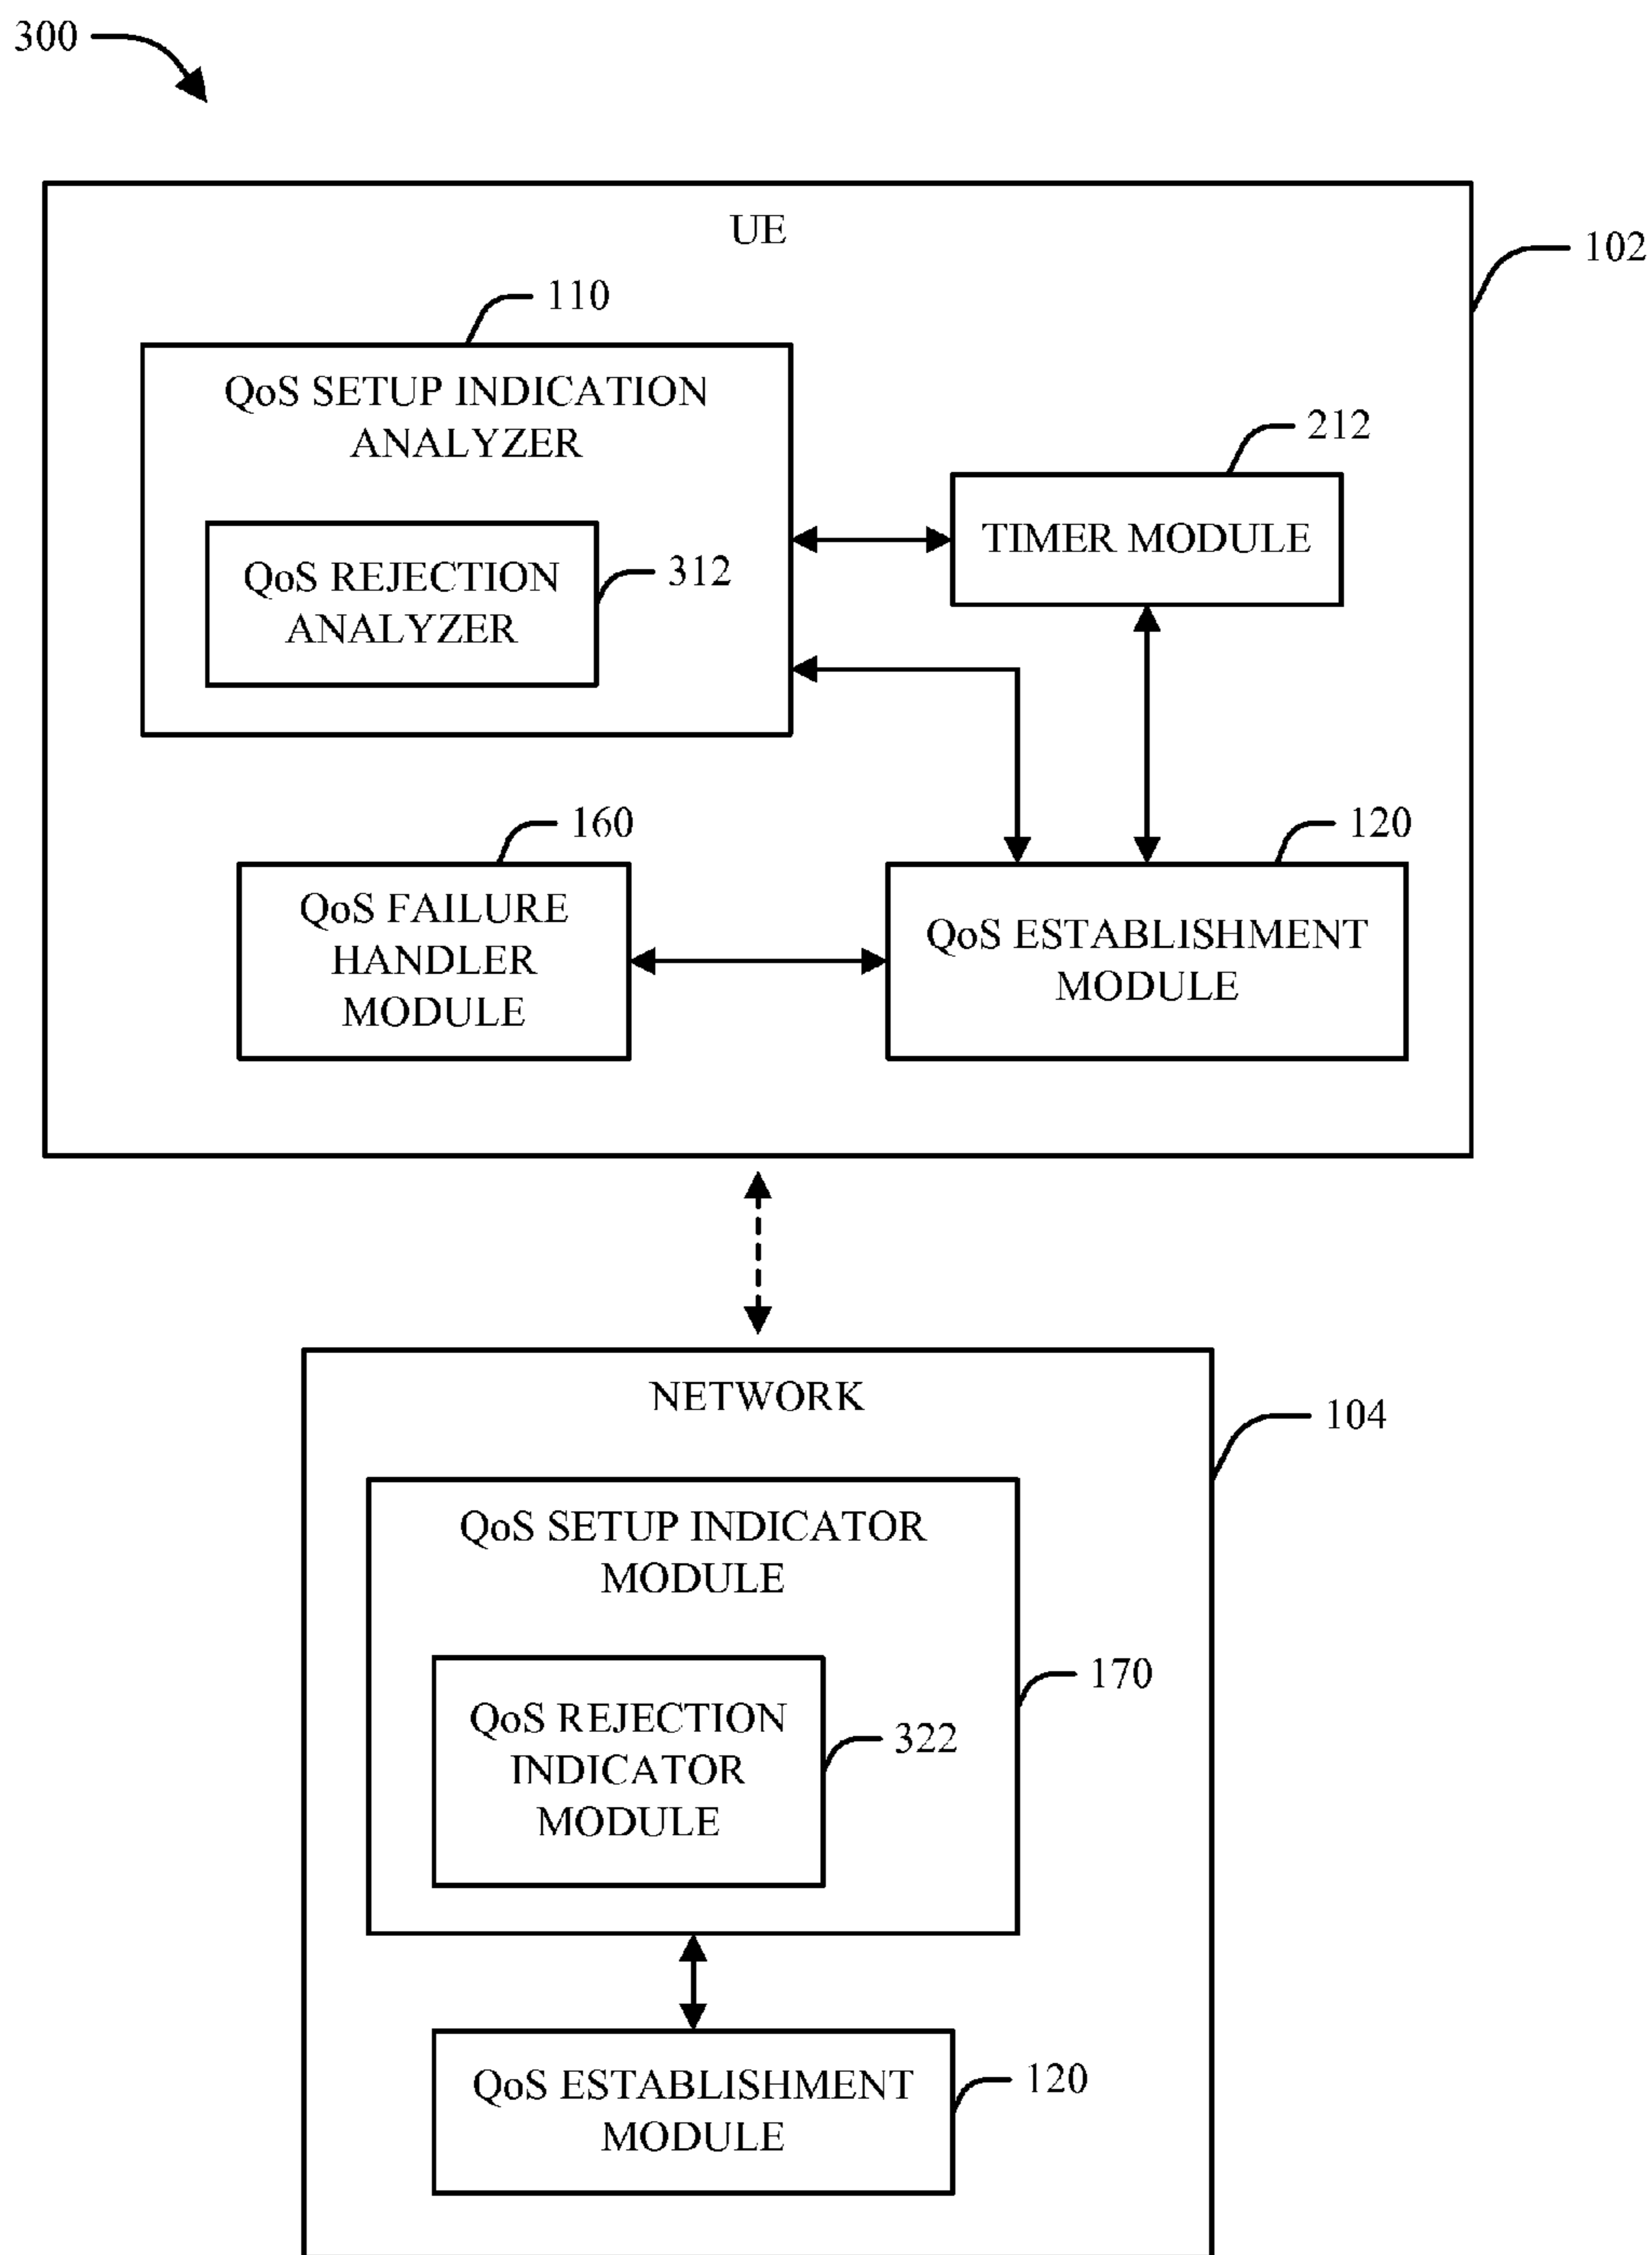 300
UE
102
110
QoS SETUP INDICATION
ANALYZER
212
TIMER MODULE
QoS REJECTION
ANALYZER
312
160
120
QoS FAILURE
HANDLER
MODULE
QoS ESTABLISHMENT
MODULE
NETWORK
104
QoS SETUP INDICATOR
MODULE
170
QoS REJECTION
INDICATOR
MODULE
322
QoS ESTABLISHMENT
MODULE
120